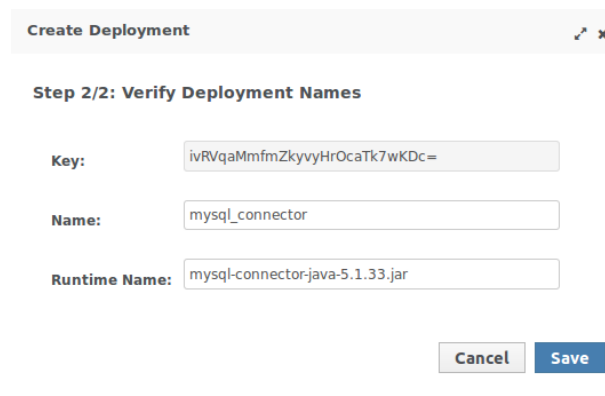 Create Deployment
Step 2/2: Verify Deployment Names
Key: ivRVqaMmfmZkyvyHrOcaTk7wKDc=
Name: mysql_connector
Runtime Name: mysql-connector-java-5.1.33.jar
Cancel Save